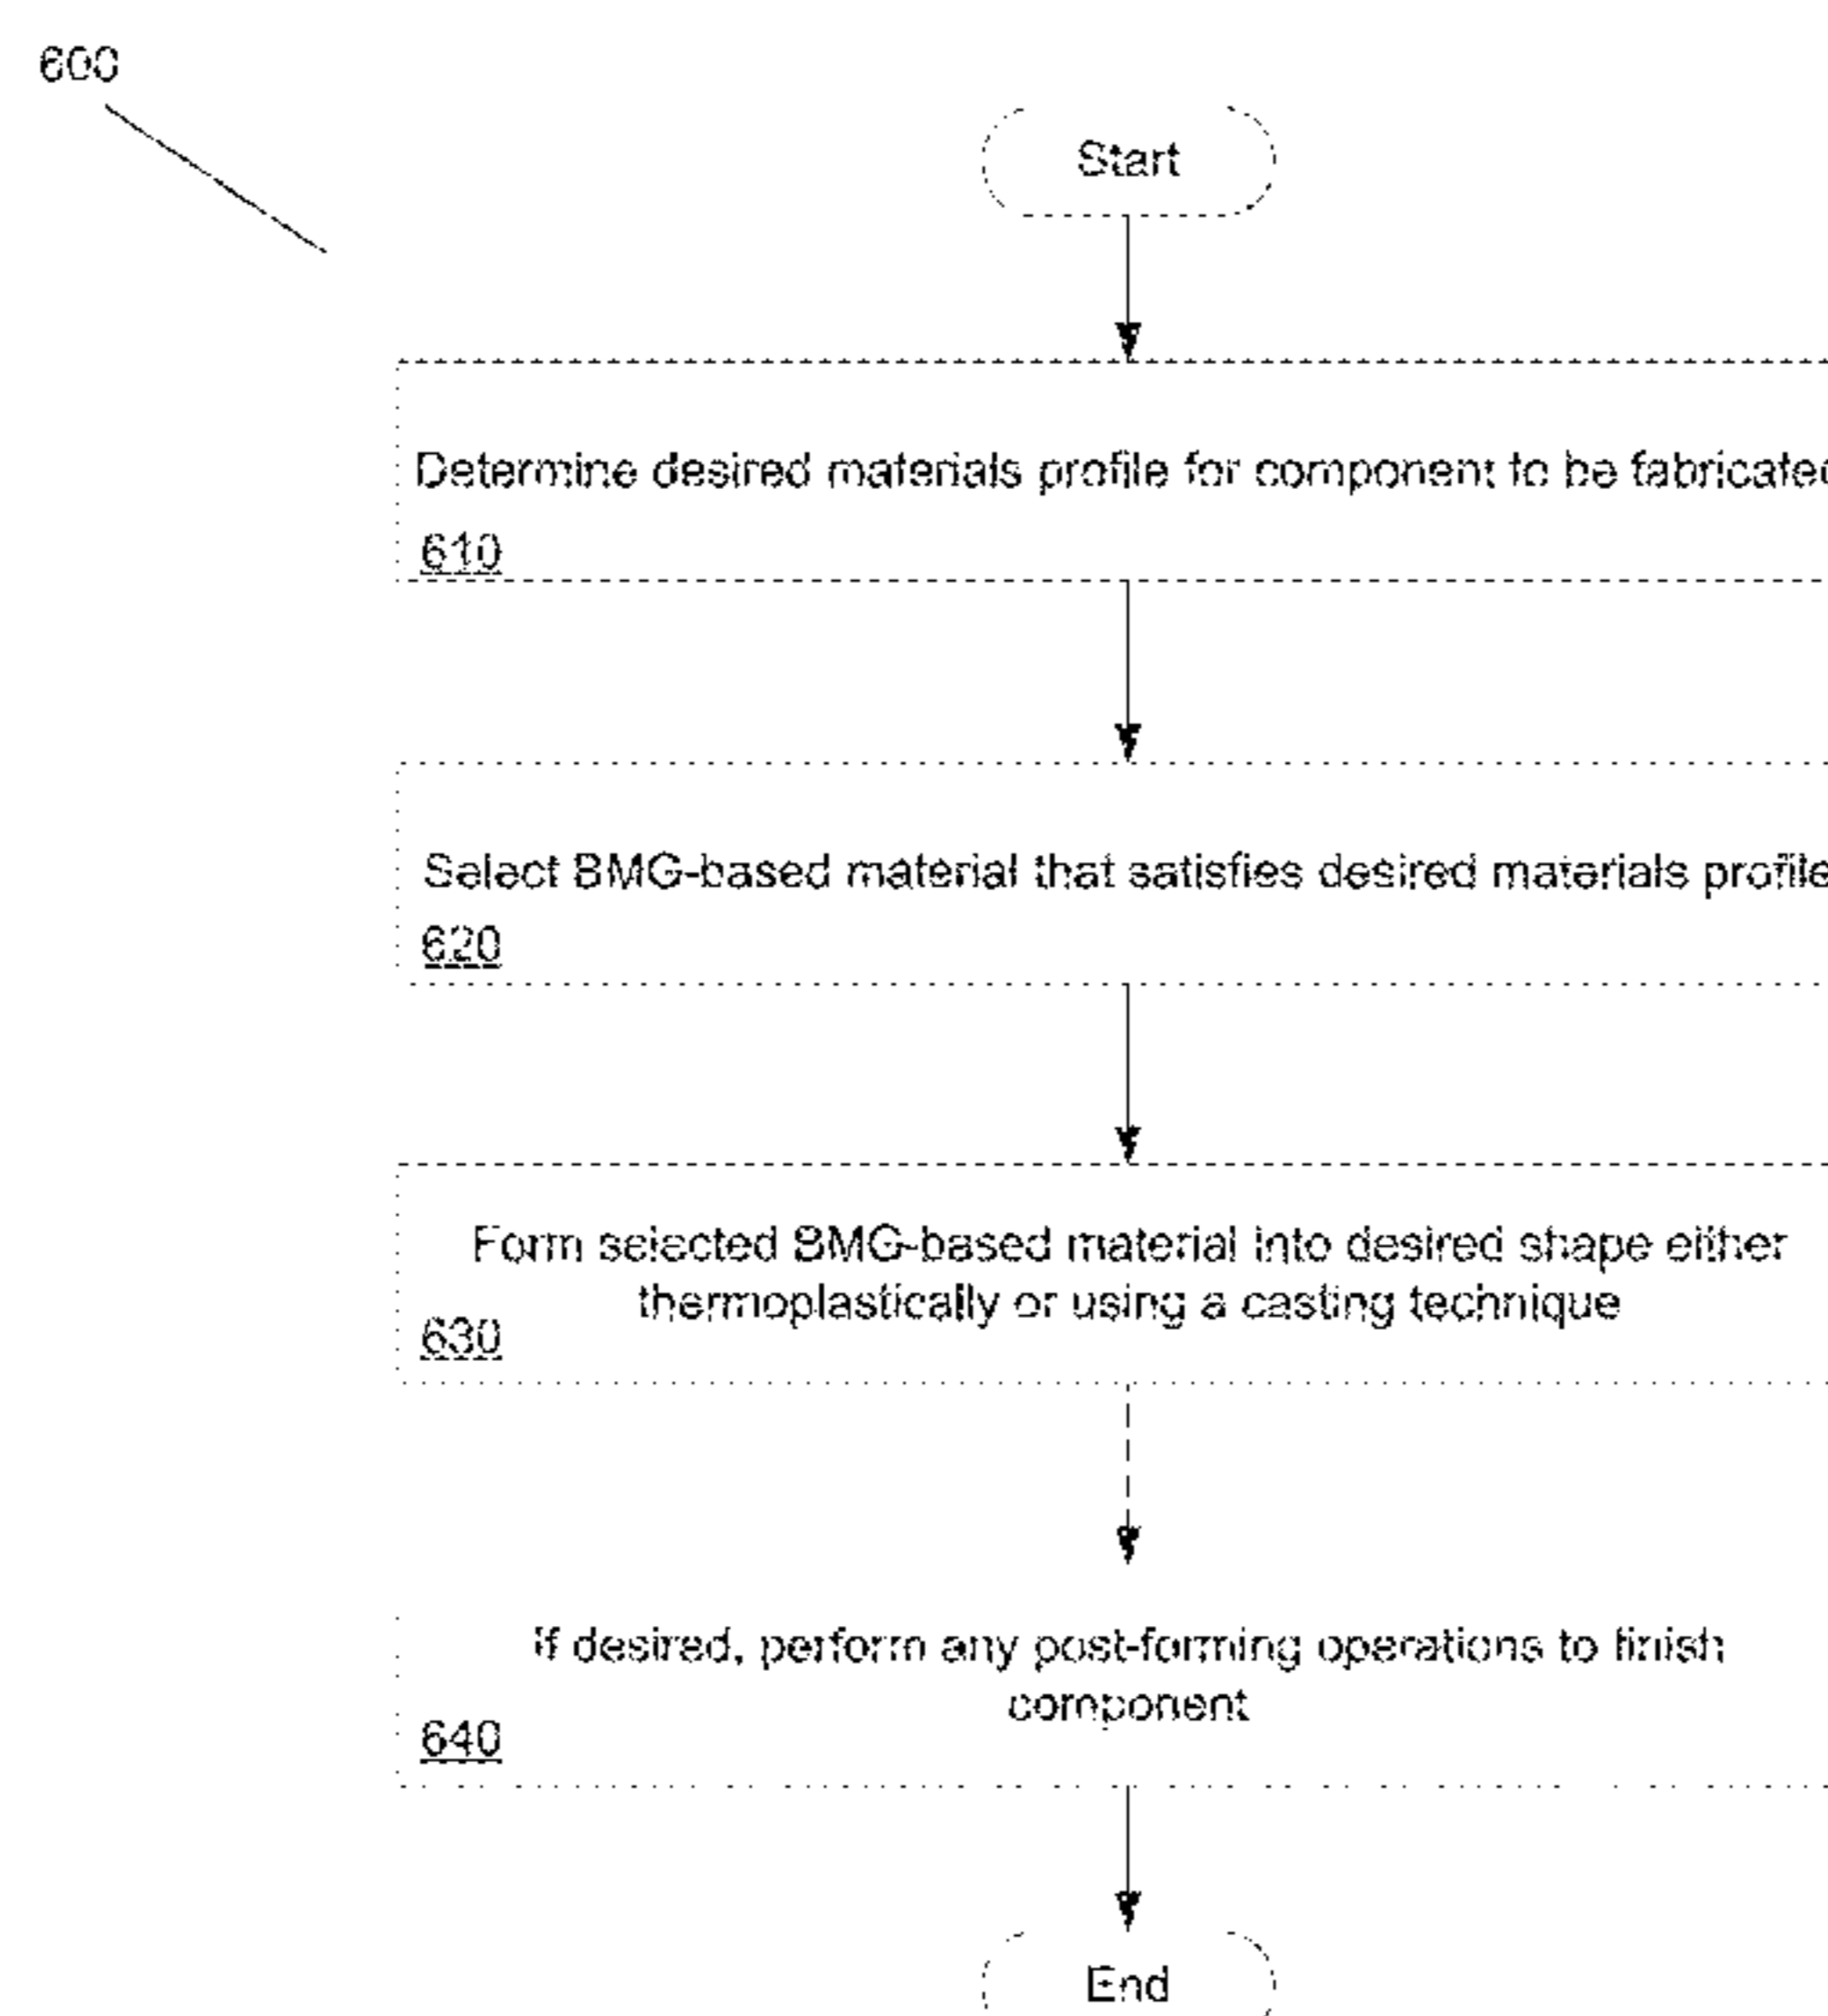 600
Start
Determine desired materials profile for component to be fabricated
610
Select BMG-based material that satisfies desired materials profile
620
Form selected BMG-based material into desired shape either
thermoplastically or using a casting technique
630
If desired, perform any post-forming operations to finish
component
640
End